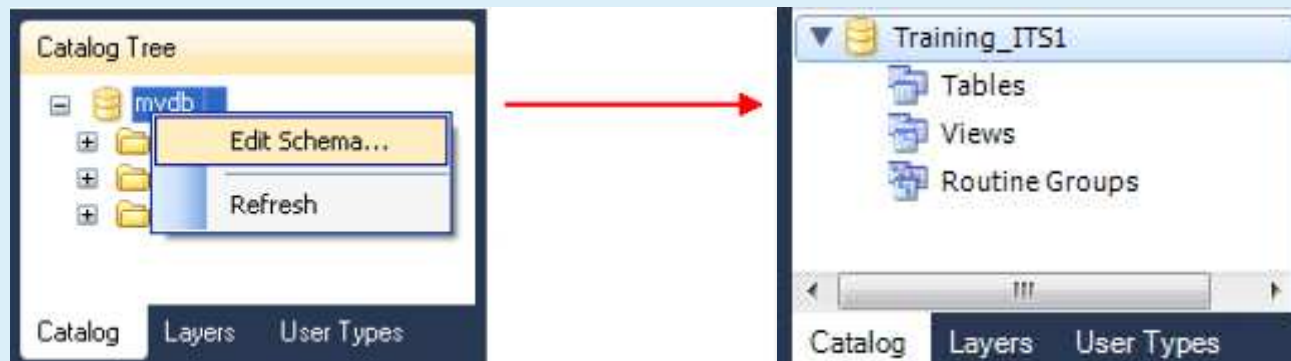 Catalog Tree
mydb
Edit Schema...
Refresh
Catalog Layers User Types
Training_ITS1
Tables
Views
Routine Groups
Catalog Layers User Types